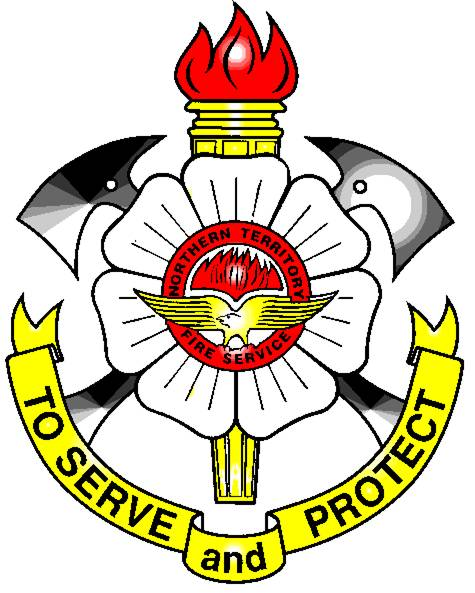 NORTHERN TERRITORY
FIRE SERVICE
TO SERVE
and
PROTECT